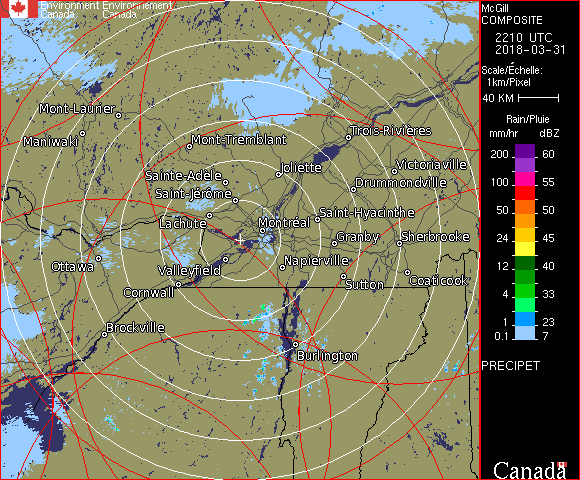 Environment Environnement
Canada Canada
McGill
COMPOSITE
2210 UTC
2018-03-31
Scale/Échelle:
1km/Pixel
40 KM
Rain/Pluie
mm/hr dBZ
200 60
100 55
50 50
24 45
12 40
4 33
1 23
0.1 7
PRECIPET
Canada
Mont-Laurier
Maniwaki
Mont-Tremblant
Trois-Rivières
Joliette
Victoriaville
Sainte-Adèle
Drummondville
Saint-Jérôme
Saint-Hyacinthe
Lachute
Montréal
Granby
Sherbrooke
Ottawa
Valleyfield
Napierville
Cornwall
Sutton
Coaticook
Brockville
Burlington